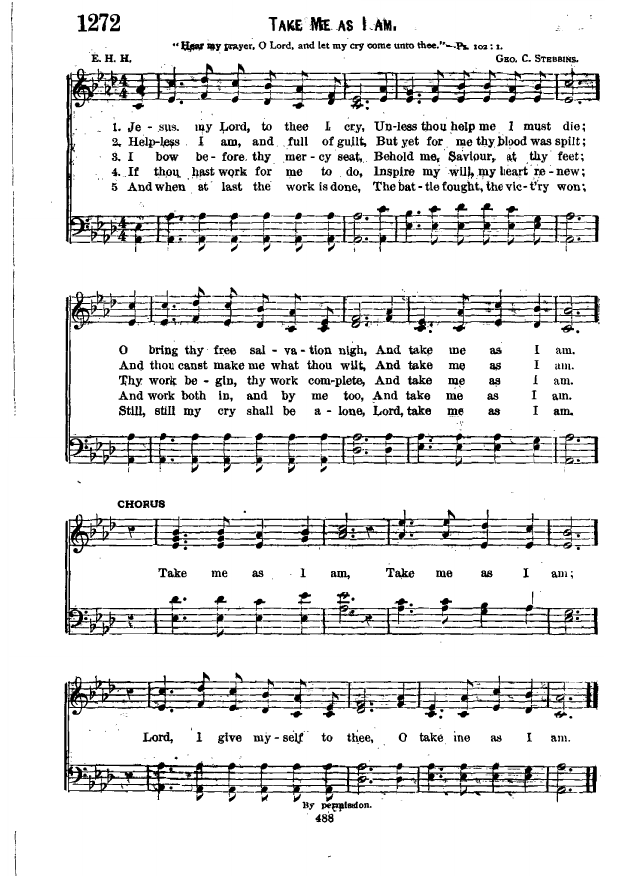 1272
TAKE ME AS I AM.
"Hear my prayer, O Lord, and let my cry come unto thee."—Ps. 102 : 1.
E. H. H.
GEO. C. STEBBINS.
1. Je - sus, my Lord, to thee I cry, Un-less thou help me I must die;
2. Help-less I am, and full of guilt, But yet for me thy blood was spilt;
3. I bow be - fore thy mer-cy seat, Behold me, Saviour, at thy feet;
4. If thou hast work for me to do, Inspire my will, my heart re - new;
5 And when at last the work is done, The bat - tle fought, the vic-t'ry won;
O bring thy free sal - va - tion nigh, And take me as I am.
And thou canst make me what thou wilt, And take me as I am.
Thy work be - gin, thy work com-plete, And take me as I am.
And work both in, and by me too, And take me as I am.
Still, still my cry shall be a - lone, Lord, take me as I am.
CHORUS
Take me as I am, Take me as I am;
Lord, I give my-self to thee, O take me as I am.
By permission.
488